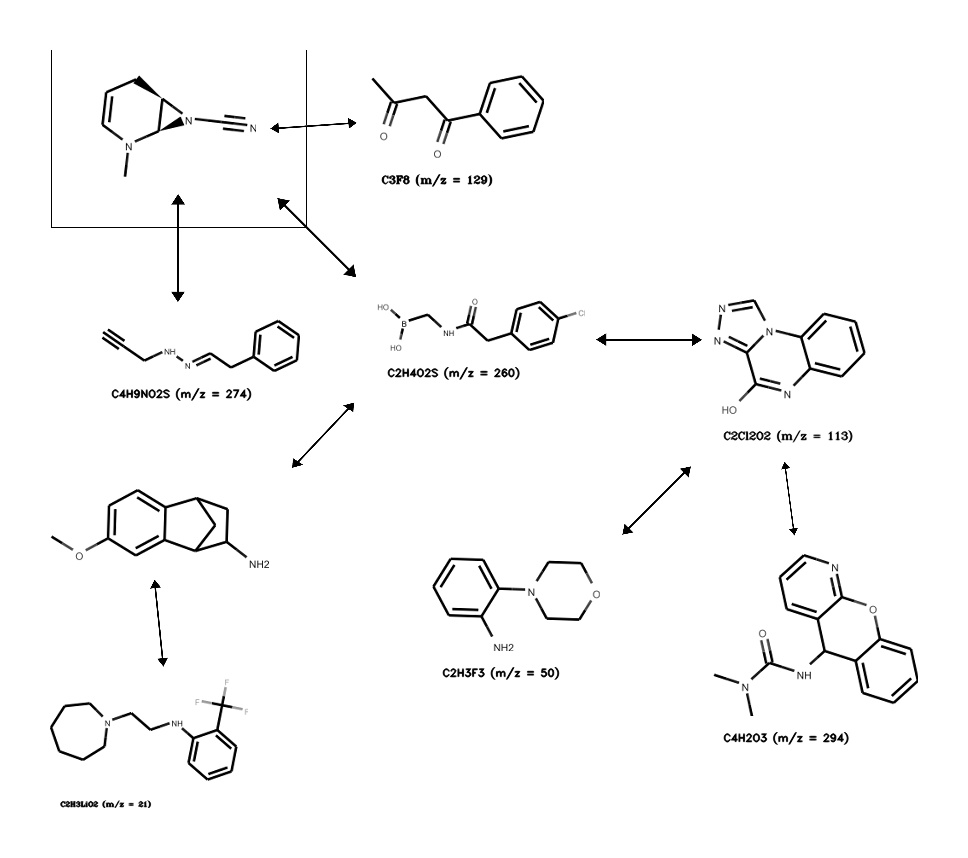 N
N
N
O
O
C3F8 (m/z = 129)
HO
B
HO
NH
O
Cl
C2H4O2S (m/z = 260)
NH
N
C4H9NO2S (m/z = 274)
N
N
N
N
HO
C2Cl2O2 (m/z = 113)
O
NH2
N
O
NH2
C2H3F3 (m/z = 50)
N
O
O
NH
N
C4H2O3 (m/z = 294)
N
NH
F
F
F
C2H3LiO2 (m/z = 21)